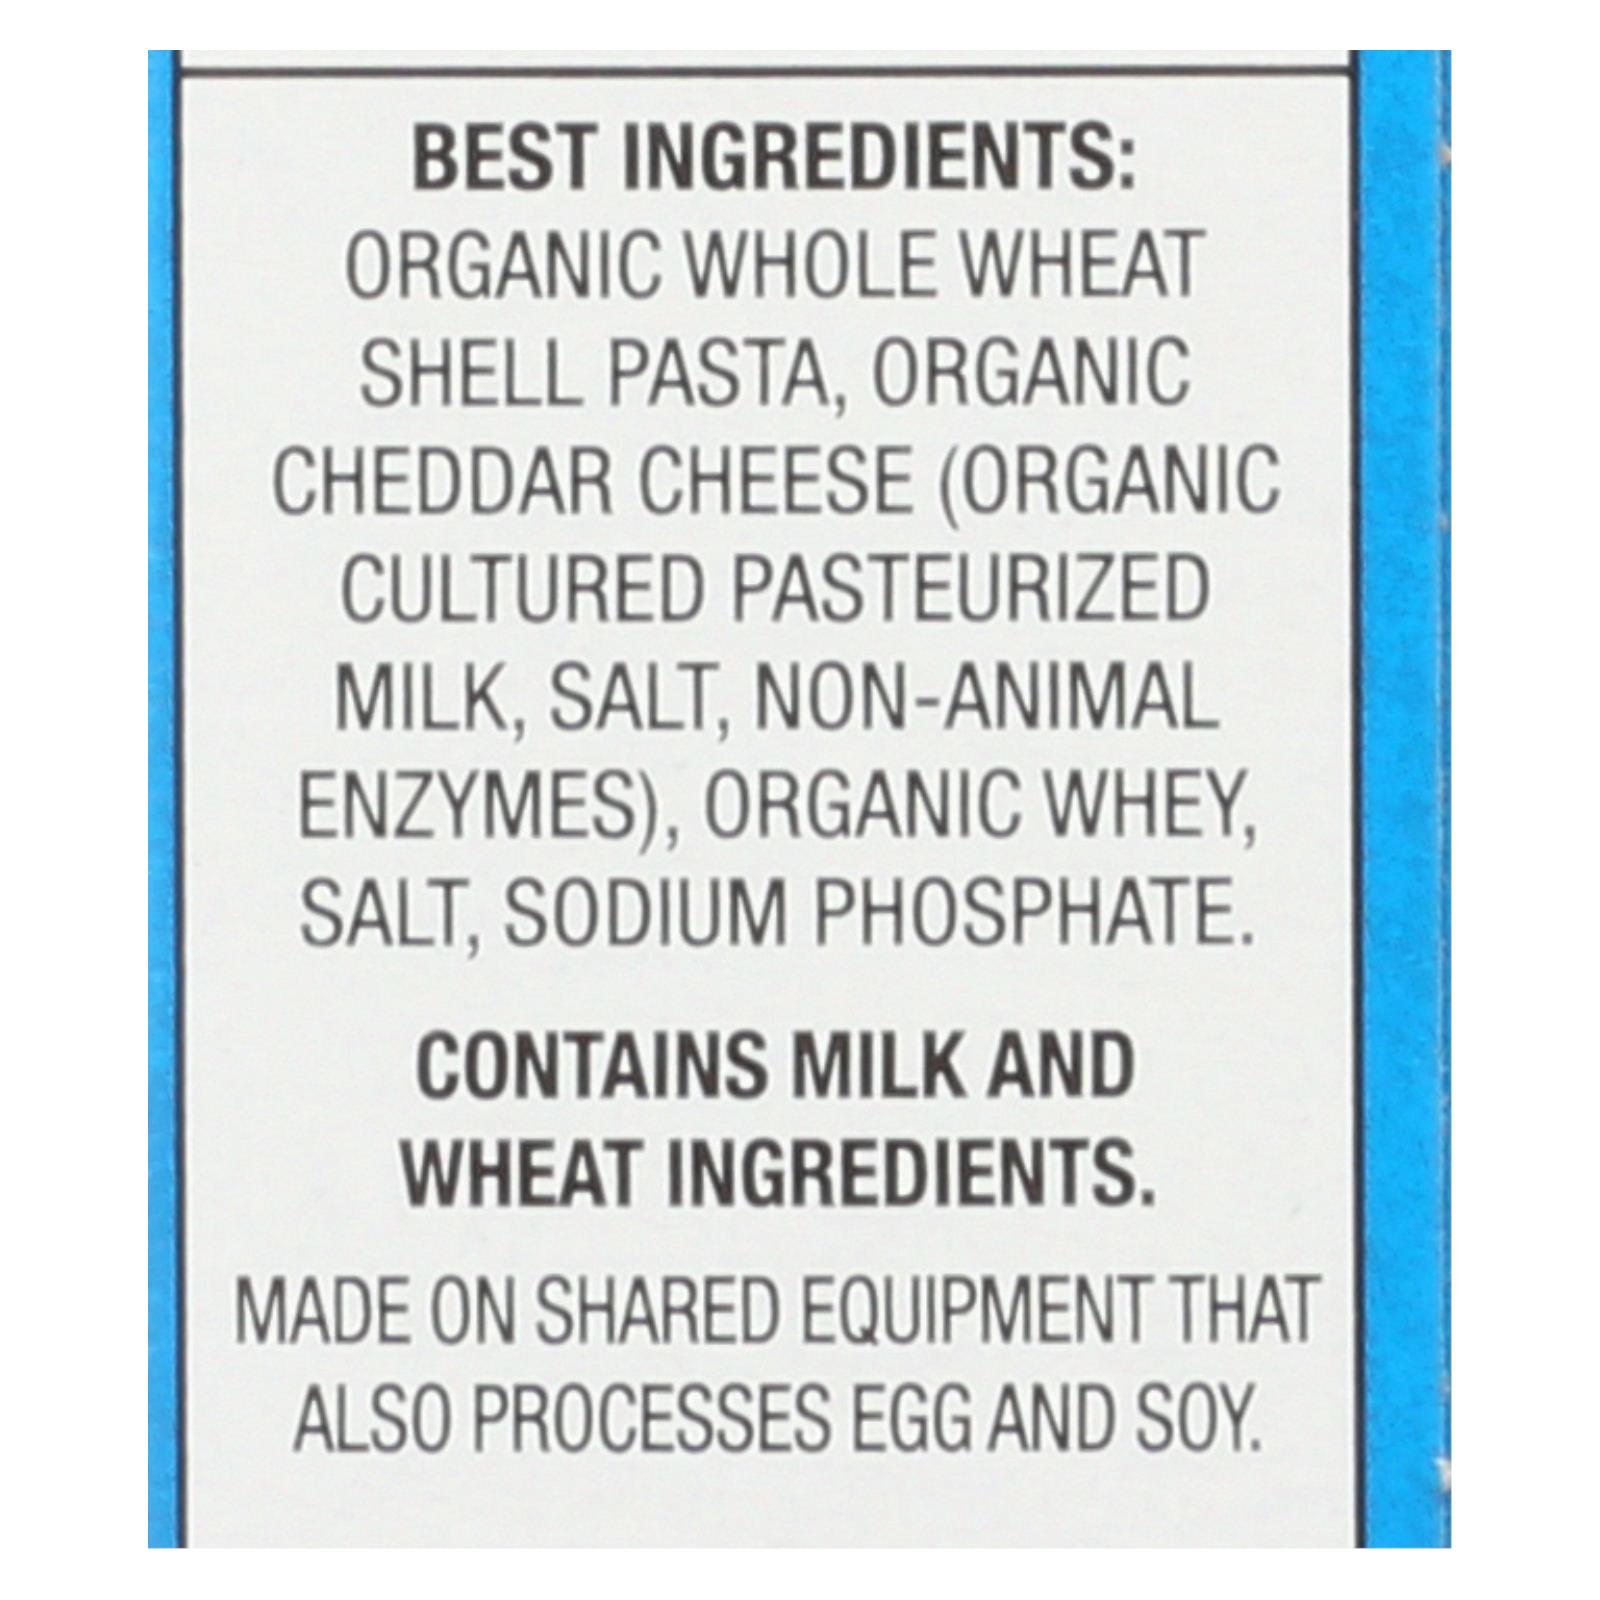 BEST INGREDIENTS:
ORGANIC WHOLE WHEAT
SHELL PASTA, ORGANIC
CHEDDAR CHEESE (ORGANIC
CULTURED PASTEURIZED
MILK, SALT, NON-ANIMAL
ENZYMES), ORGANIC WHEY,
SALT, SODIUM PHOSPHATE.
CONTAINS MILK AND
WHEAT INGREDIENTS.
MADE ON SHARED EQUIPMENT THAT
ALSO PROCESSES EGG AND SOY.